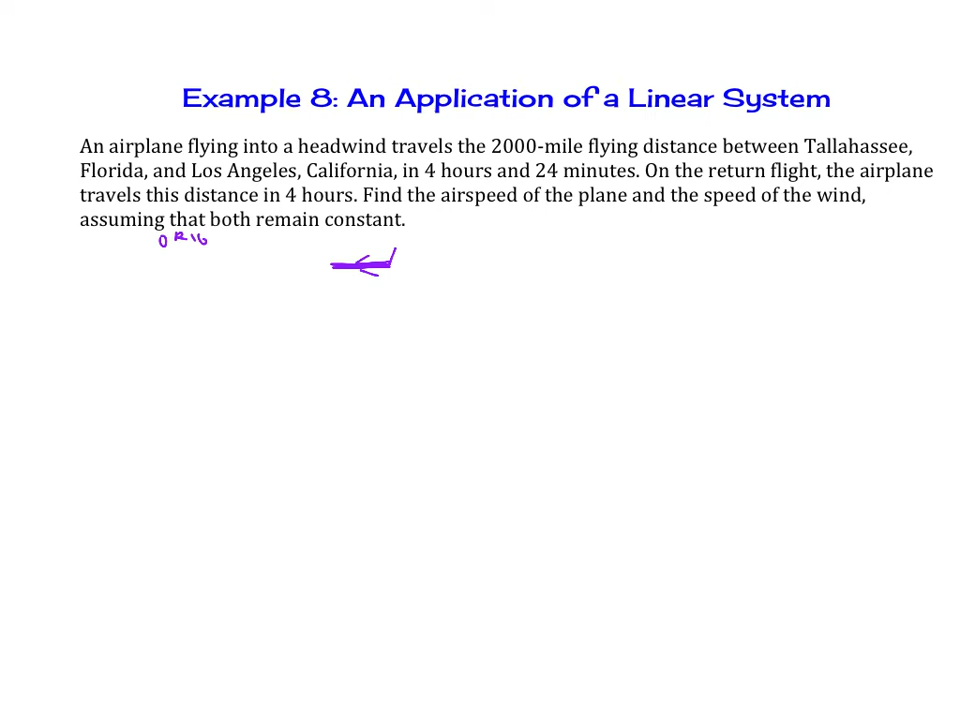 Example 8: An Application of a Linear System
An airplane flying into a headwind travels the 2000-mile flying distance between Tallahassee,
Florida, and Los Angeles, California, in 4 hours and 24 minutes. On the return flight, the airplane
travels this distance in 4 hours. Find the airspeed of the plane and the speed of the wind,
assuming that both remain constant.
ORIG